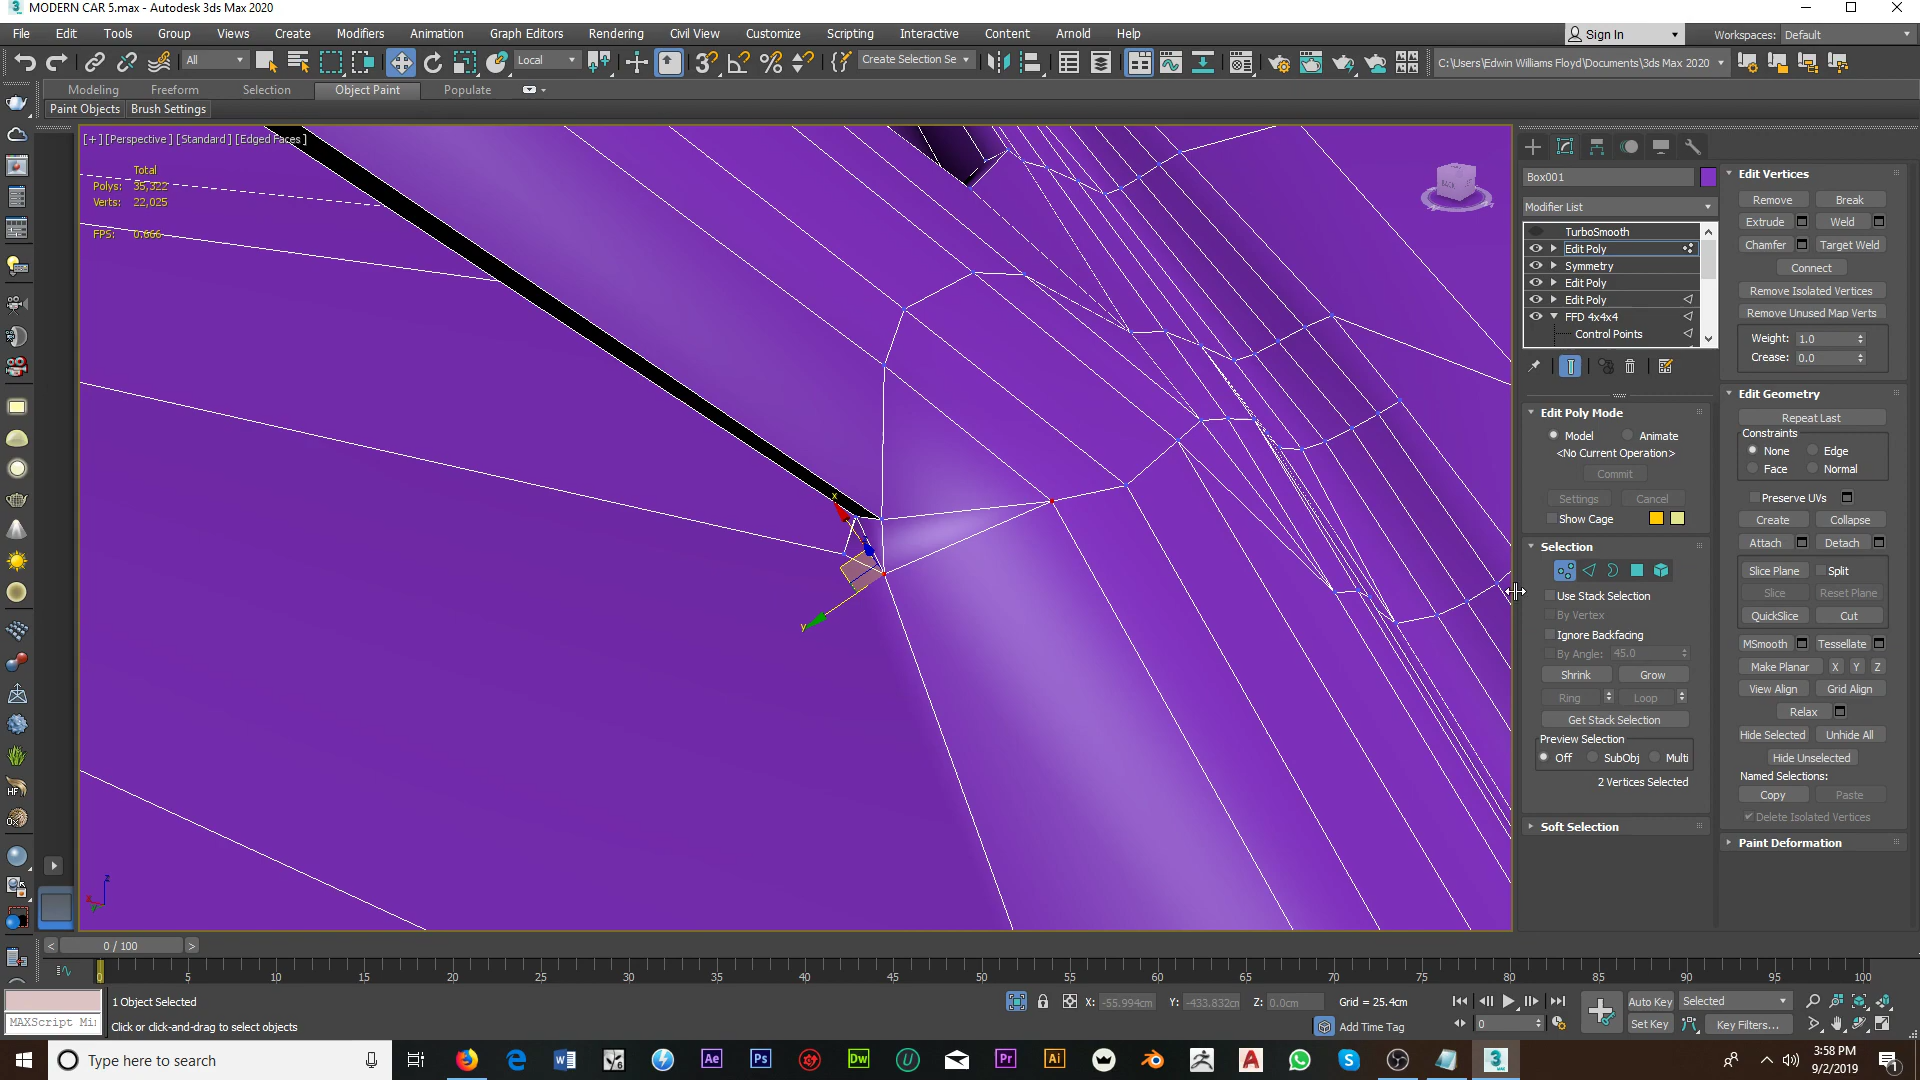 MODERN CAR 5.max - Autodesk 3ds Max 2020
File Edit Tools Group Views Create Modifiers Animation Graph Editors Rendering Civil View Customize Scripting Interactive Content Arnold Help
Sign In Workspaces: Default
All Local Create Selection Se C:\Users\Edwin Williams Floyd\Documents\3ds Max 2020
Modeling Freeform Selection Object Paint Populate
Paint Objects Brush Settings
[+] [Perspective] [Standard] [Edged Faces]
Total
Polys: 35,322
Verts: 22,025
FPS: 0.666
BACK
x
y
z
Box001
Modifier List
TurboSmooth
Edit Poly
Symmetry
Edit Poly
Edit Poly
FFD 4x4x4
Control Points
Edit Poly Mode
Model Animate
<No Current Operation>
Commit
Settings Cancel
Show Cage
Selection
Use Stack Selection
By Vertex
Ignore Backfacing
By Angle: 45.0
Shrink Grow
Ring Loop
Get Stack Selection
Preview Selection
Off SubObj Multi
2 Vertices Selected
Soft Selection
Edit Vertices
Remove Break
Extrude Weld
Chamfer Target Weld
Connect
Remove Isolated Vertices
Remove Unused Map Verts
Weight: 1.0
Crease: 0.0
Edit Geometry
Repeat Last
Constraints
None Edge
Face Normal
Preserve UVs
Create Collapse
Attach Detach
Slice Plane Split
Slice Reset Plane
QuickSlice Cut
MSmooth Tessellate
Make Planar X Y Z
View Align Grid Align
Relax
Hide Selected Unhide All
Hide Unselected
Named Selections:
Copy Paste
Delete Isolated Vertices
Paint Deformation
< 0 / 100 >
0 5 10 15 20 25 30 35 40 45 50 55 60 65 70 75 80 85 90 95 100
1 Object Selected X: -55.994cm Y: -433.832cm Z: 0.0cm Grid = 25.4cm Auto Key Selected
MAXScript Mi Click or click-and-drag to select objects Add Time Tag 0 Set Key Key Filters...
Type here to search
3:58 PM
9/2/2019